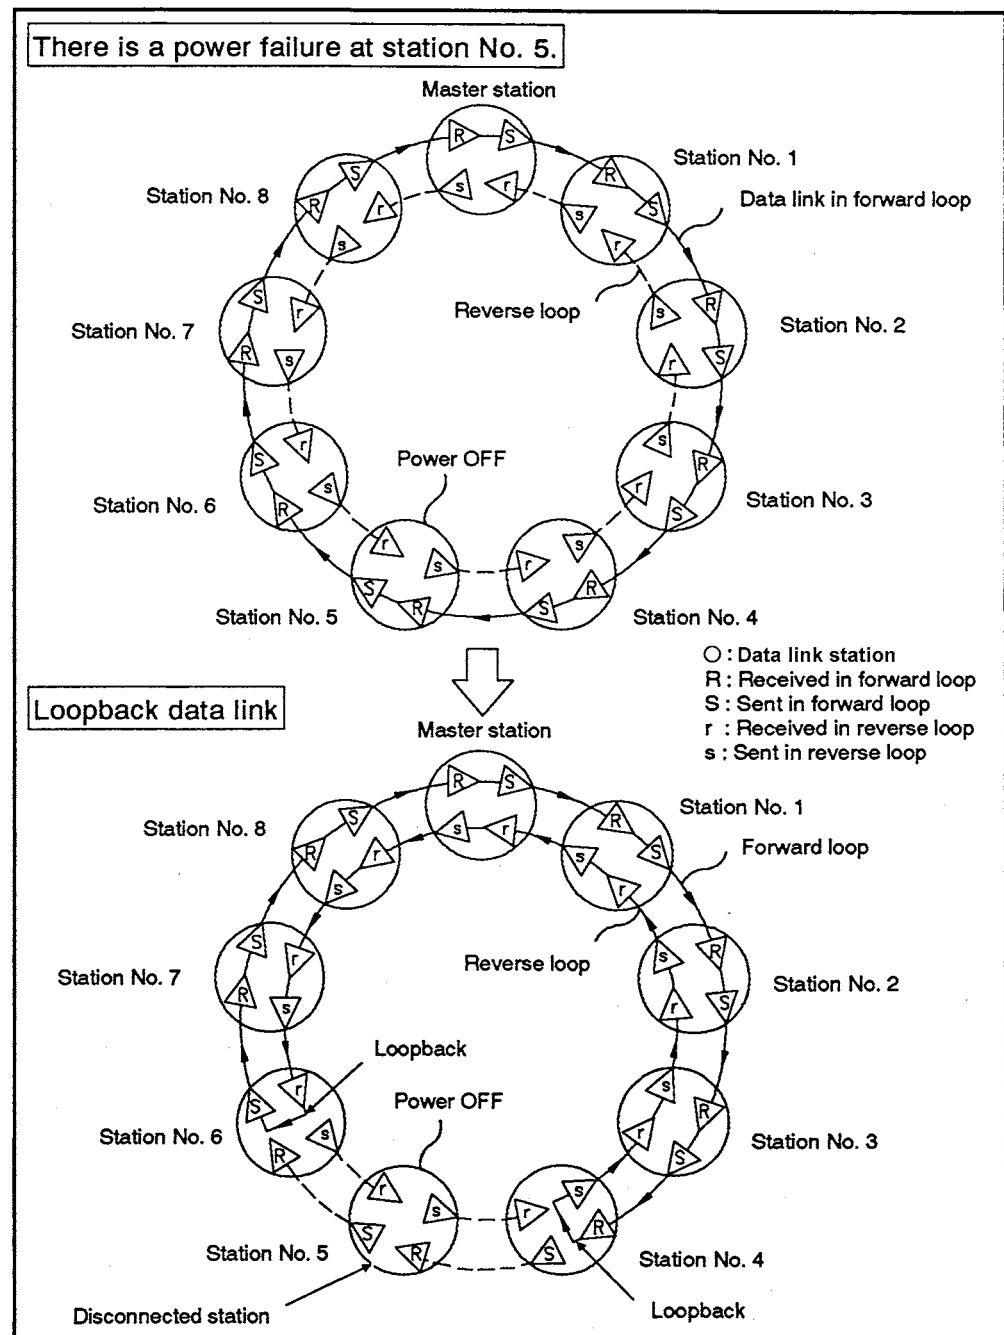 There is a power failure at station No. 5.
Master station
R S
s r
Station No. 1
R
S
s
r
Data link in forward loop
Station No. 8
S
R
r
s
Reverse loop
Station No. 7
S
R
r
s
Station No. 2
s
R
r
S
Power OFF
Station No. 6
S
R
r
s
Station No. 3
s
R
r
S
Station No. 5
r
s
S
R
Station No. 4
s
r
R
S
O : Data link station
R : Received in forward loop
S : Sent in forward loop
r : Received in reverse loop
s : Sent in reverse loop
Loopback data link
Master station
R S
s r
Station No. 1
R
S
s
r
Forward loop
Station No. 8
S
R
r
s
Reverse loop
Station No. 7
S
R
r
s
Station No. 2
s
R
r
S
Loopback
Power OFF
Station No. 6
r
S
s
R
Station No. 3
s
R
r
S
Station No. 5
r
s
S
R
Station No. 4
s
r
R
S
Disconnected station
Loopback